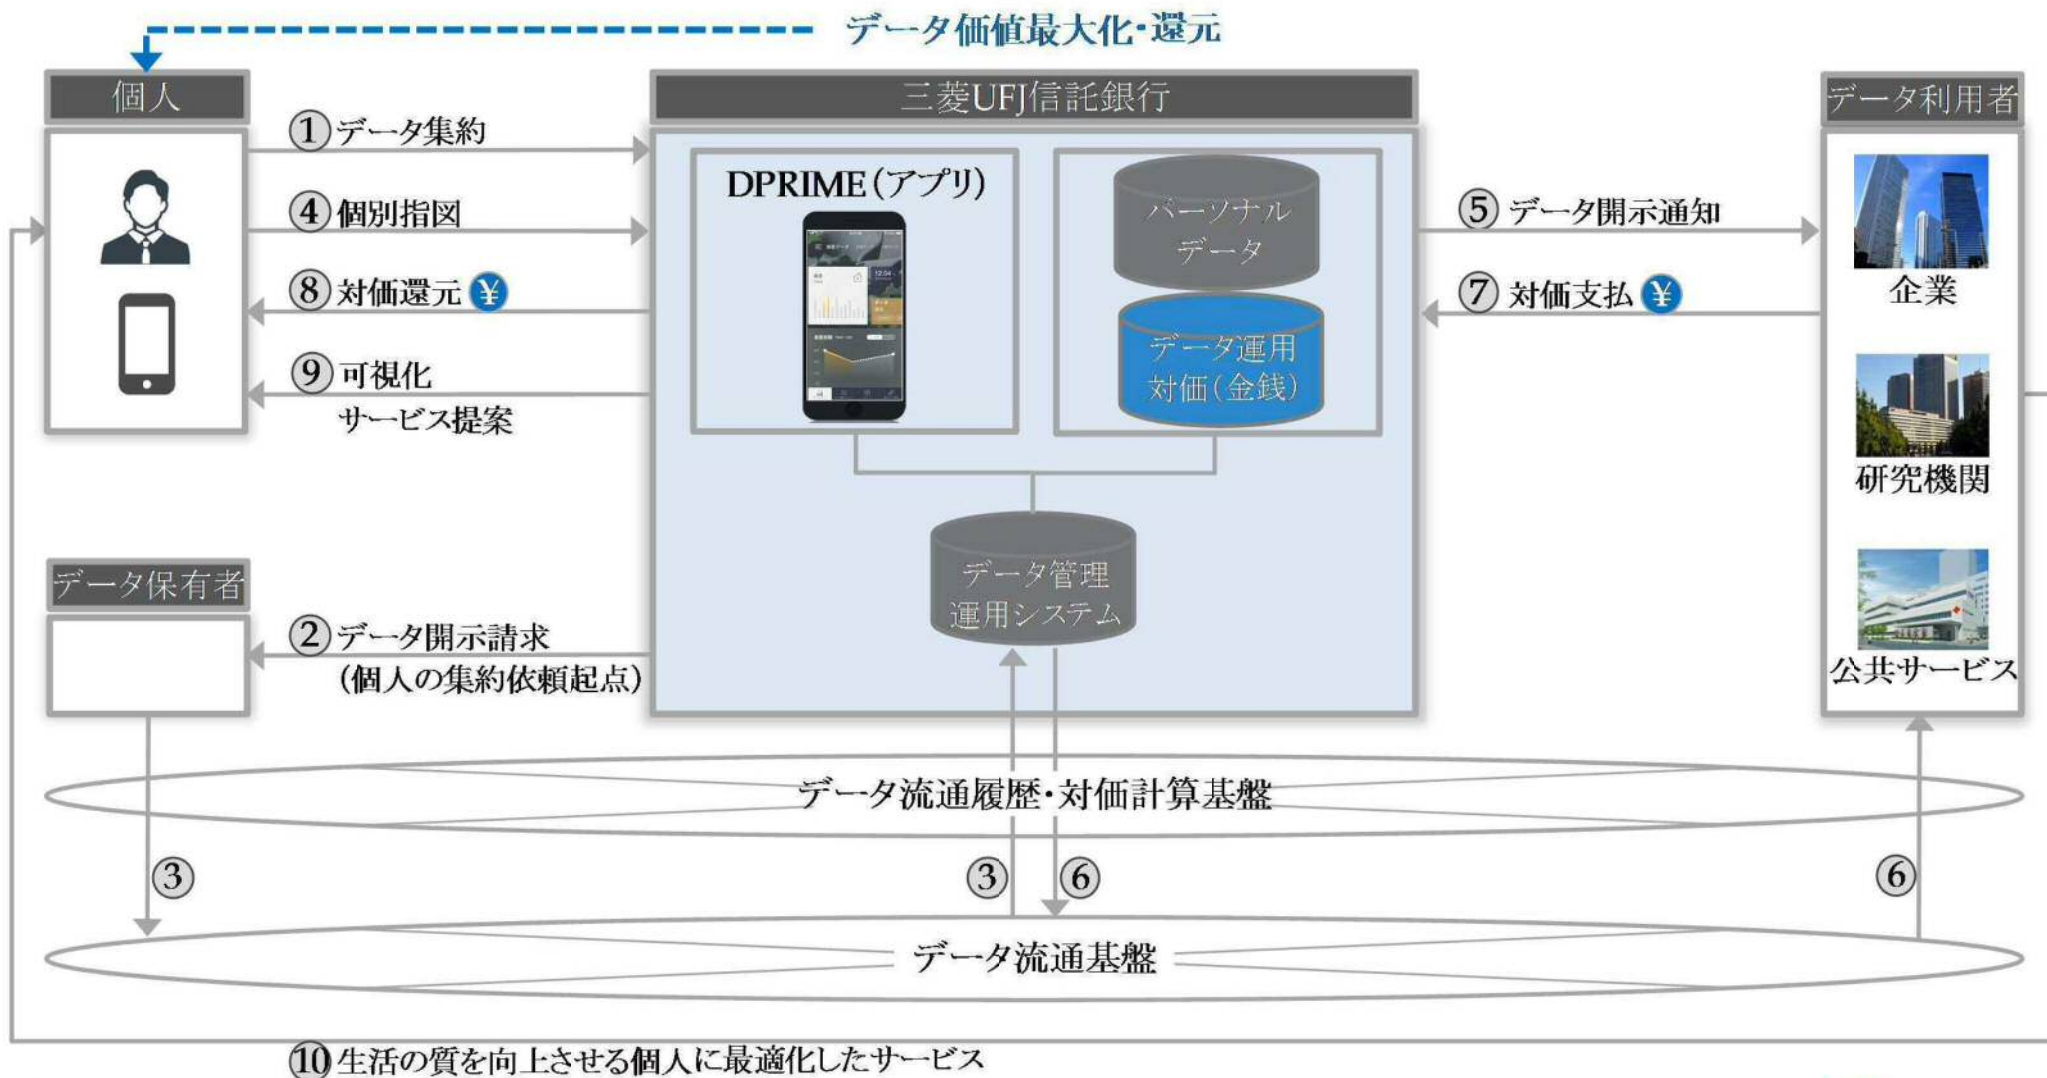 データ価値最大化・還元
個人
三菱UFJ信託銀行
データ利用者
①データ集約
④個別指図
⑧対価還元 ¥
⑨可視化
サービス提案
DPRIME(アプリ)
パーソナル
データ
データ運用
対価(金銭)
⑤データ開示通知
⑦対価支払 ¥
企業
研究機関
公共サービス
データ管理
運用システム
データ保有者
②データ開示請求
(個人の集約依頼起点)
データ流通履歴・対価計算基盤
③
③
⑥
⑥
データ流通基盤
⑩生活の質を向上させる個人に最適化したサービス